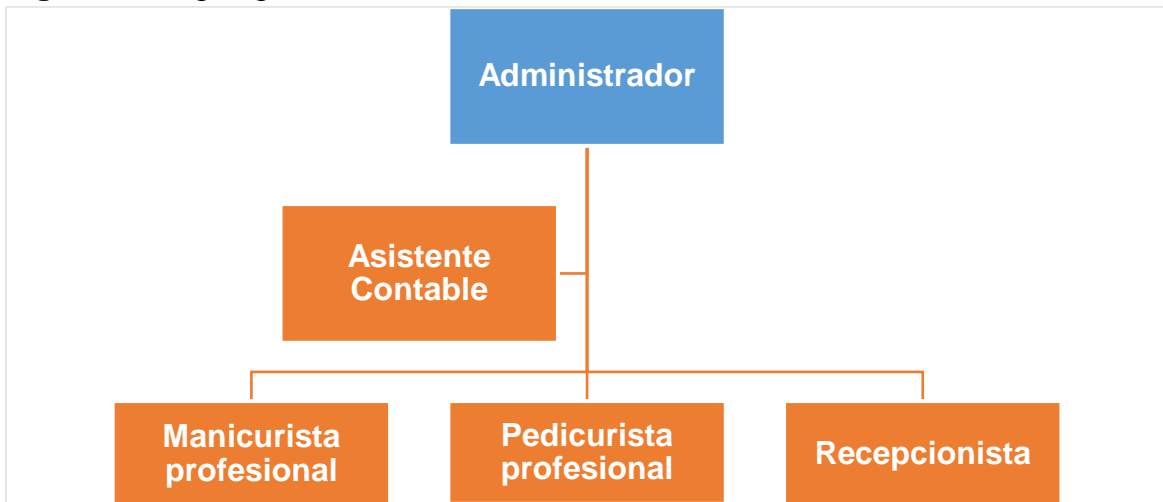 Administrador
Asistente
Contable
Manicurista
profesional
Pedicurista
profesional
Recepcionista